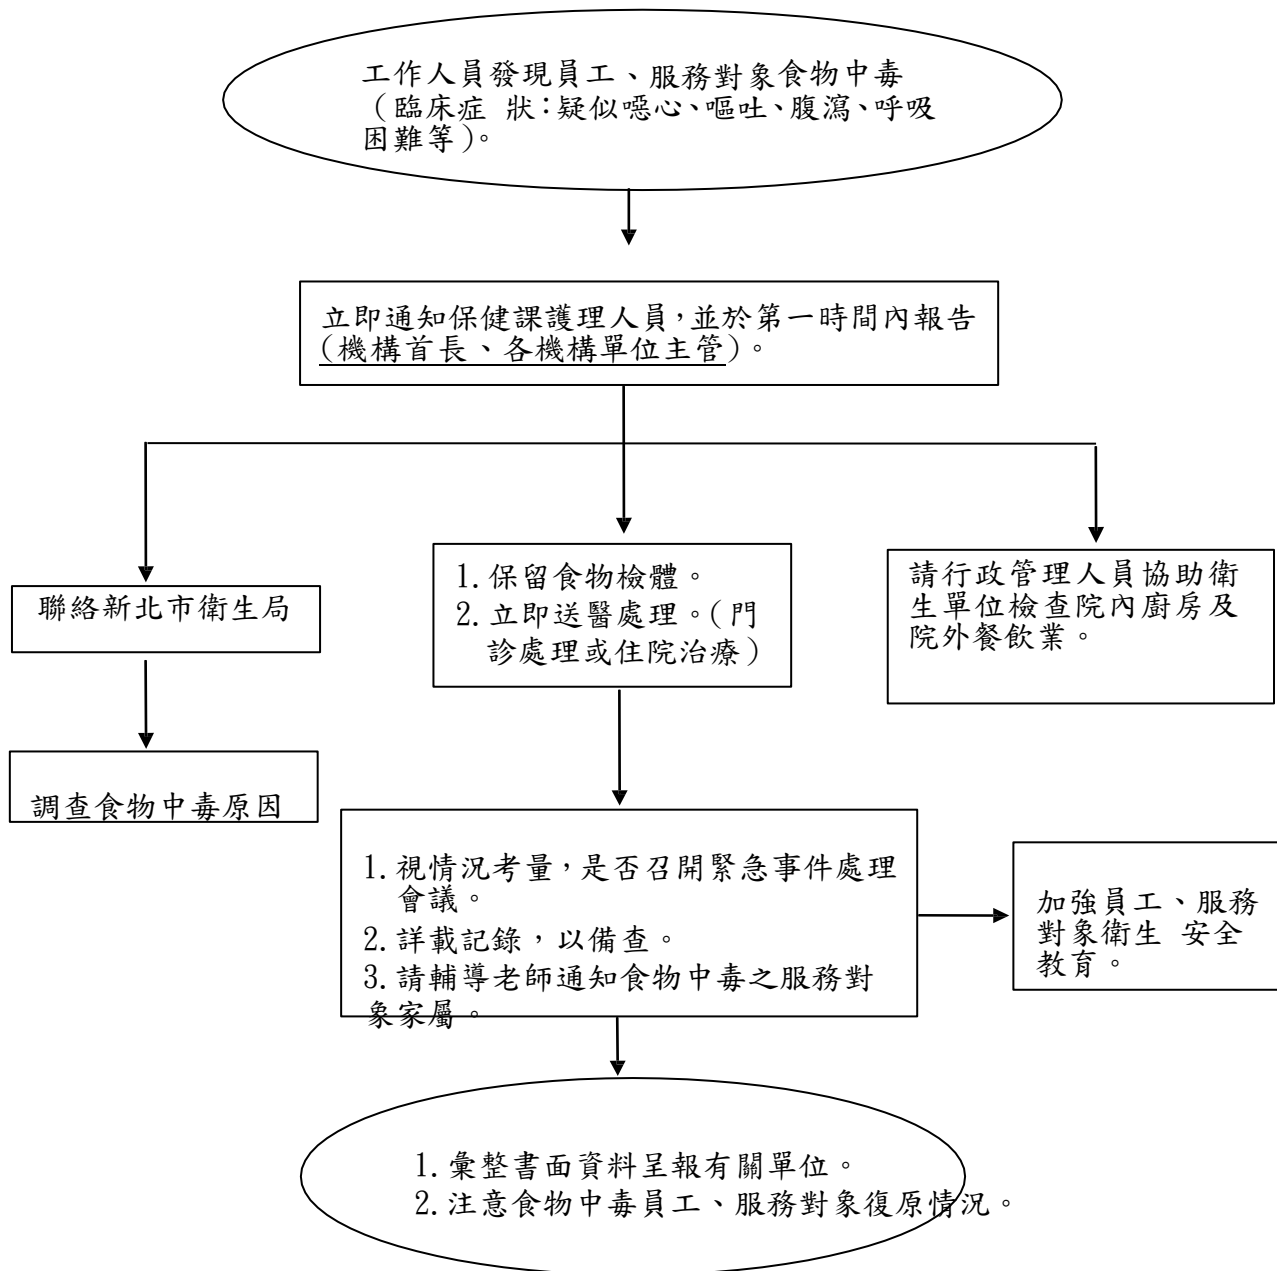 工作人員發現員工、服務對象食物中毒
（臨床症 狀：疑似噁心、嘔吐、腹瀉、呼吸
困難等）。
立即通知保健課護理人員，並於第一時間內報告
(機構首長、各機構單位主管)。
聯絡新北市衛生局
1. 保留食物檢體。
2. 立即送醫處理。（門
診處理或住院治療）
請行政管理人員協助衛
生單位檢查院內廚房及
院外餐飲業。
調查食物中毒原因
1. 視情況考量，是否召開緊急事件處理
會議。
2. 詳載記錄，以備查。
3. 請輔導老師通知食物中毒之服務對
象家屬。
加強員工、服務
對象衛生 安全
教育。
1. 彙整書面資料呈報有關單位。
2. 注意食物中毒員工、服務對象復原情況。